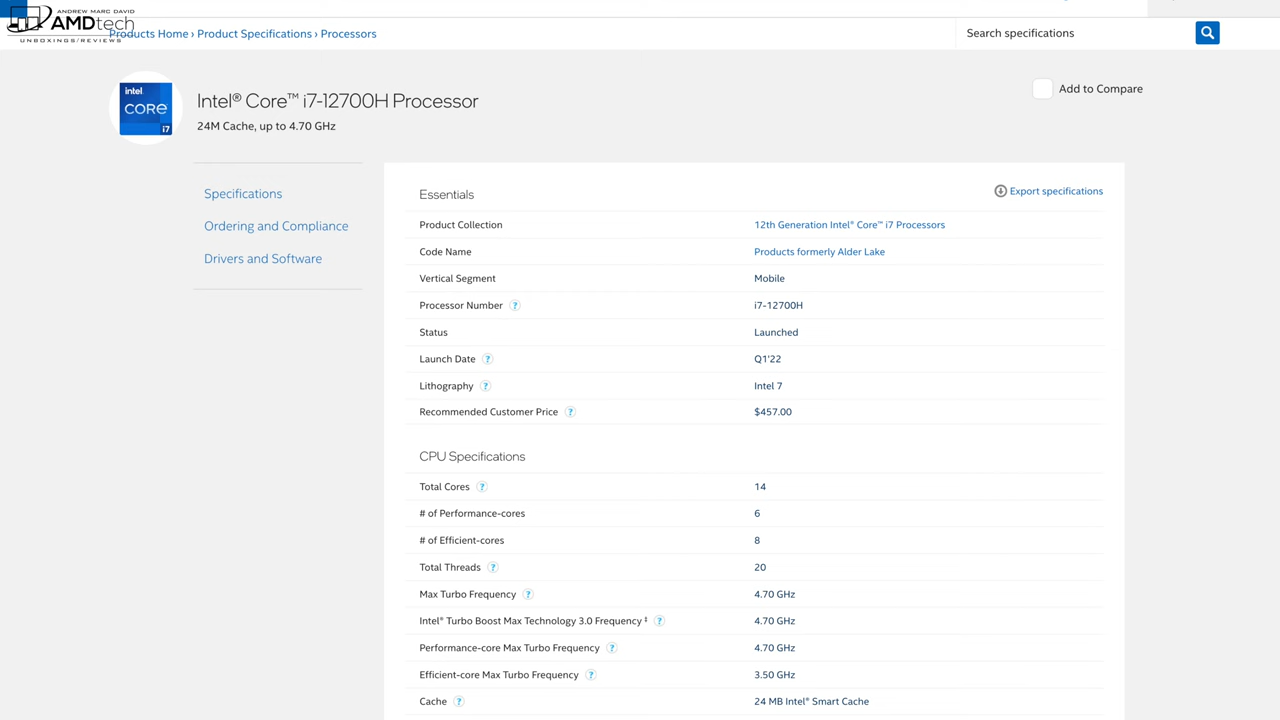 ANDREW MARC DAVID
AMDtech
UNBOXINGS/REVIEWS
Products Home › Product Specifications › Processors
Search specifications
intel
CORE
i7
Intel® Core™ i7-12700H Processor
24M Cache, up to 4.70 GHz
Add to Compare
Specifications
Ordering and Compliance
Drivers and Software
Essentials
Export specifications
Product Collection 12th Generation Intel® Core™ i7 Processors
Code Name Products formerly Alder Lake
Vertical Segment Mobile
Processor Number ? i7-12700H
Status Launched
Launch Date ? Q1'22
Lithography ? Intel 7
Recommended Customer Price ? $457.00
CPU Specifications
Total Cores ? 14
# of Performance-cores 6
# of Efficient-cores 8
Total Threads ? 20
Max Turbo Frequency ? 4.70 GHz
Intel® Turbo Boost Max Technology 3.0 Frequency ‡ ? 4.70 GHz
Performance-core Max Turbo Frequency ? 4.70 GHz
Efficient-core Max Turbo Frequency ? 3.50 GHz
Cache ? 24 MB Intel® Smart Cache